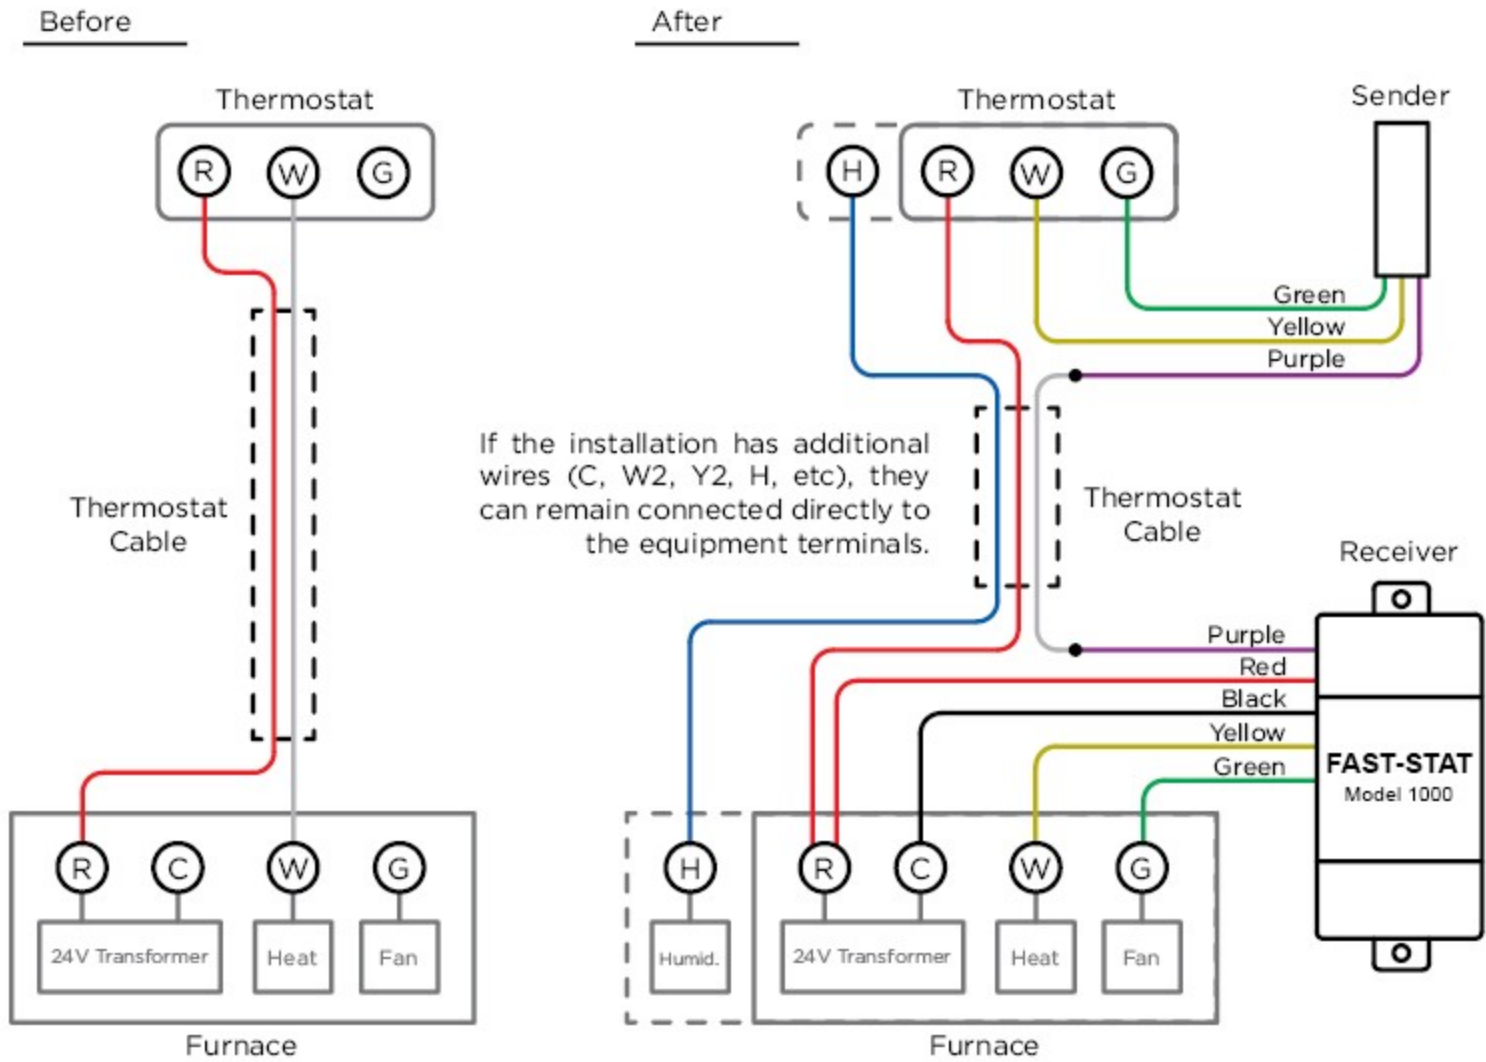 Before
Thermostat
R
W
G
Thermostat
Cable
R
C
W
G
24V Transformer
Heat
Fan
Furnace
After
Thermostat
Sender
H
R
W
G
Green
Yellow
Purple
If the installation has additional
wires (C, W2, Y2, H, etc), they
can remain connected directly to
the equipment terminals.
Thermostat
Cable
Receiver
Purple
Red
Black
Yellow
Green
FAST-STAT
Model 1000
H
R
C
W
G
Humid.
24V Transformer
Heat
Fan
Furnace